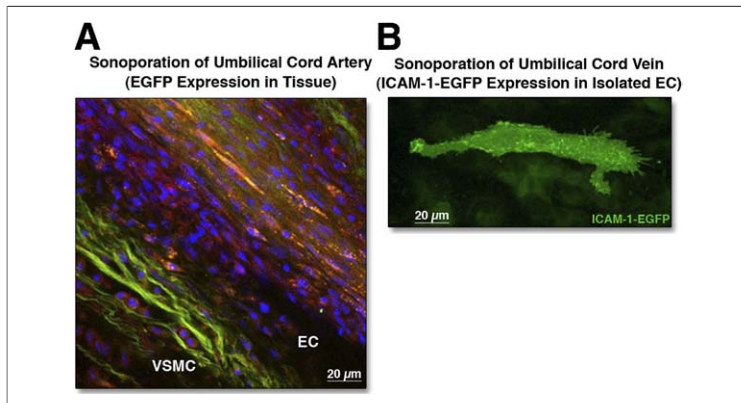 A
Sonoporation of Umbilical Cord Artery
(EGFP Expression in Tissue)
EC
VSMC
20 µm
B
Sonoporation of Umbilical Cord Vein
(ICAM-1-EGFP Expression in Isolated EC)
20 µm
ICAM-1-EGFP